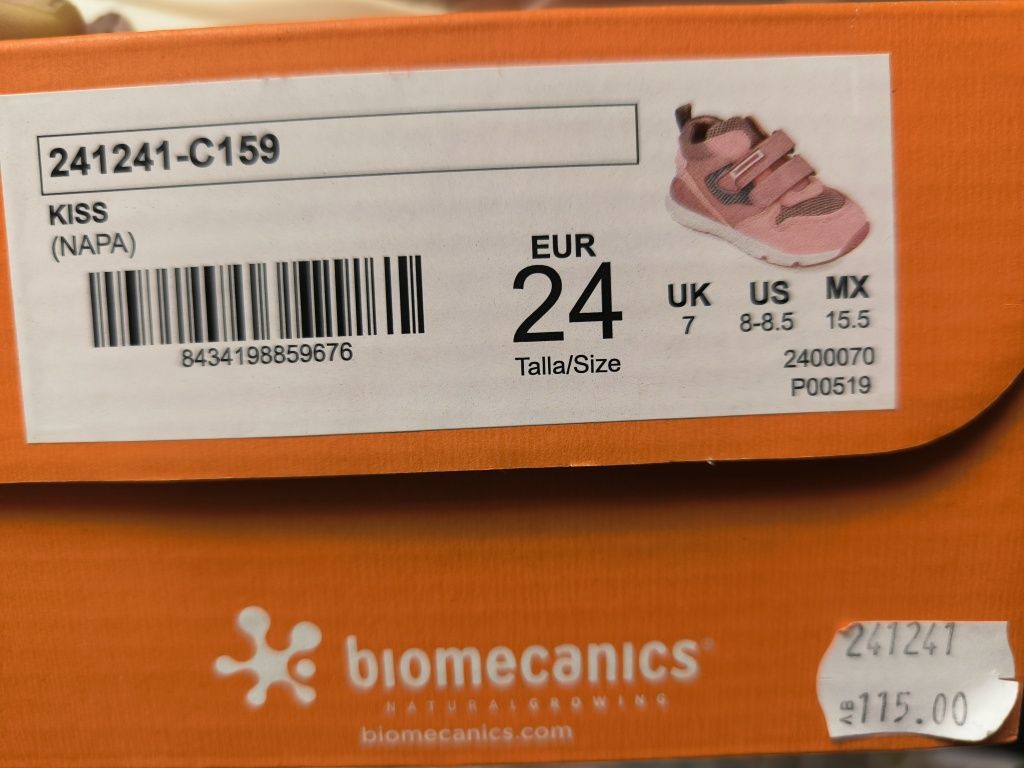 241241-C159
KISS
(NAPA)
8434198859676
EUR
24
Talla/Size
UK US MX
7 8-8.5 15.5
2400070
P00519
biomecanics®
NATURALGROWING
biomecanics.com
241241
AB 115.00